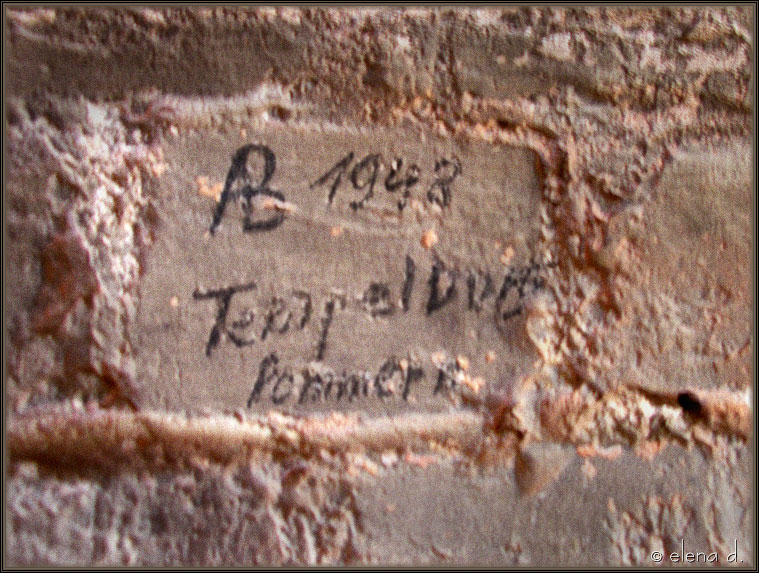 AB 1948
Tempelburg
Pommern
© elena d.